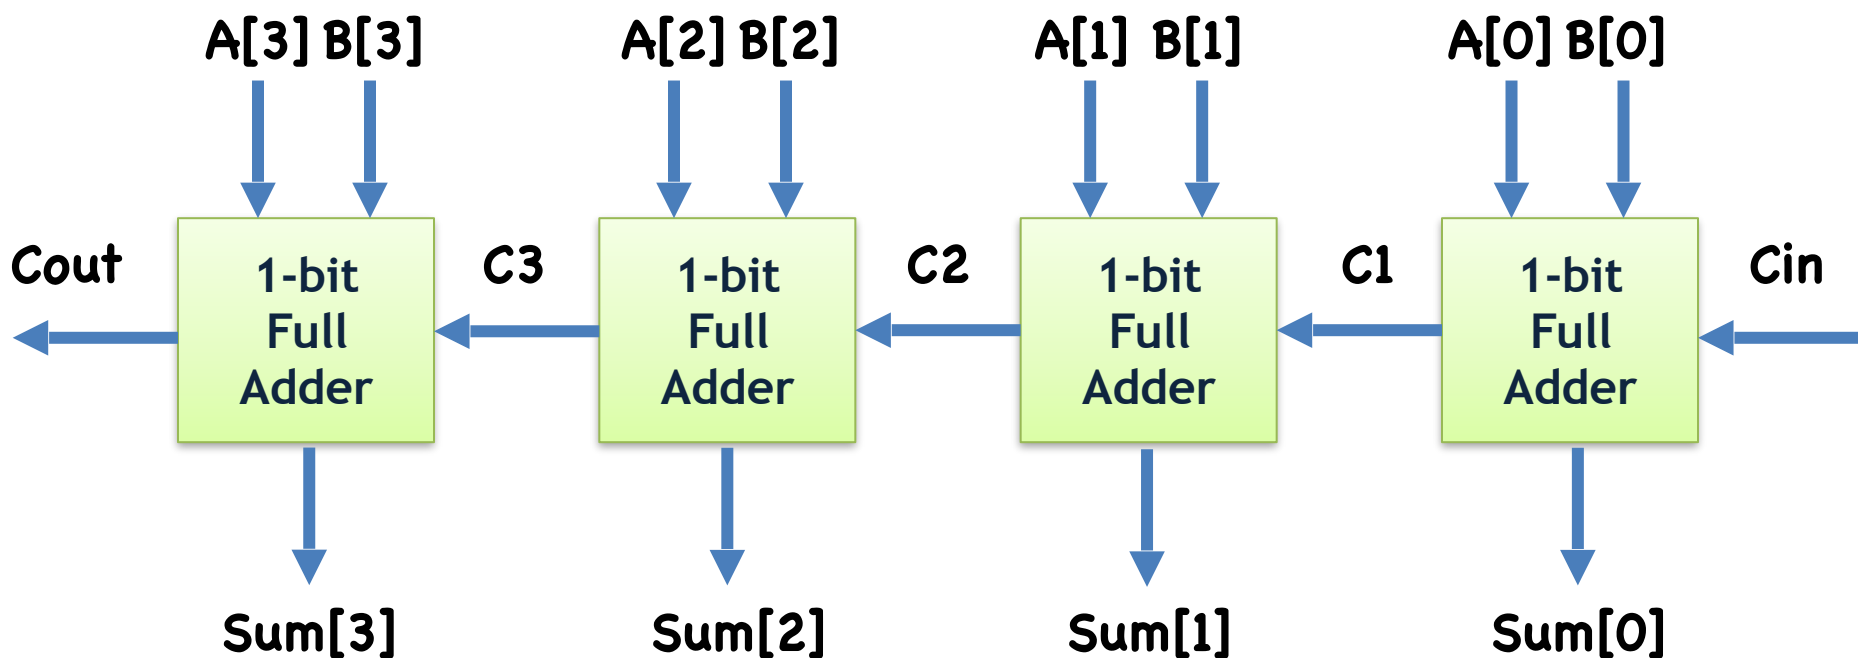 A[3] B[3] A[2] B[2] A[1] B[1] A[0] B[0]
Cout C3 C2 C1 Cin
1-bit 1-bit 1-bit 1-bit
Full Full Full Full
Adder Adder Adder Adder
Sum[3] Sum[2] Sum[1] Sum[0]